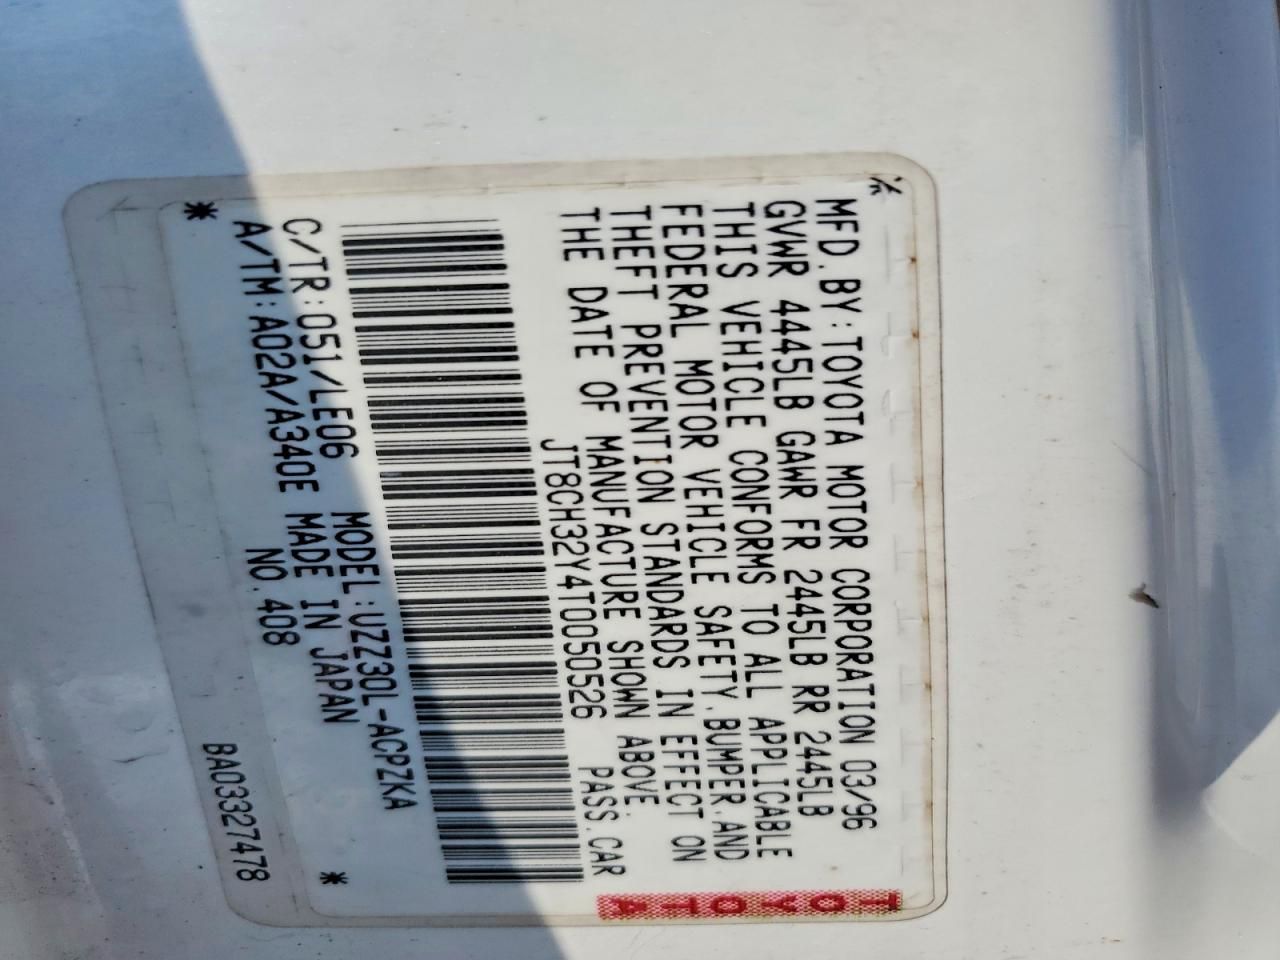 MFD. BY: TOYOTA MOTOR CORPORATION 03/96
GVWR 4445LB GAWR FR 2445LB RR 2445LB
THIS VEHICLE CONFORMS TO ALL APPLICABLE
FEDERAL MOTOR VEHICLE SAFETY, BUMPER, AND
THEFT PREVENTION STANDARDS IN EFFECT ON
THE DATE OF MANUFACTURE SHOWN ABOVE.
JT8CH32Y4T0050526 PASS. CAR
C/TR: 051/LE06 MODEL: UZZ30L-ACPZKA
A/TM: A02A/A340E MADE IN JAPAN
NO. 408
BA03327478
TOYOTA